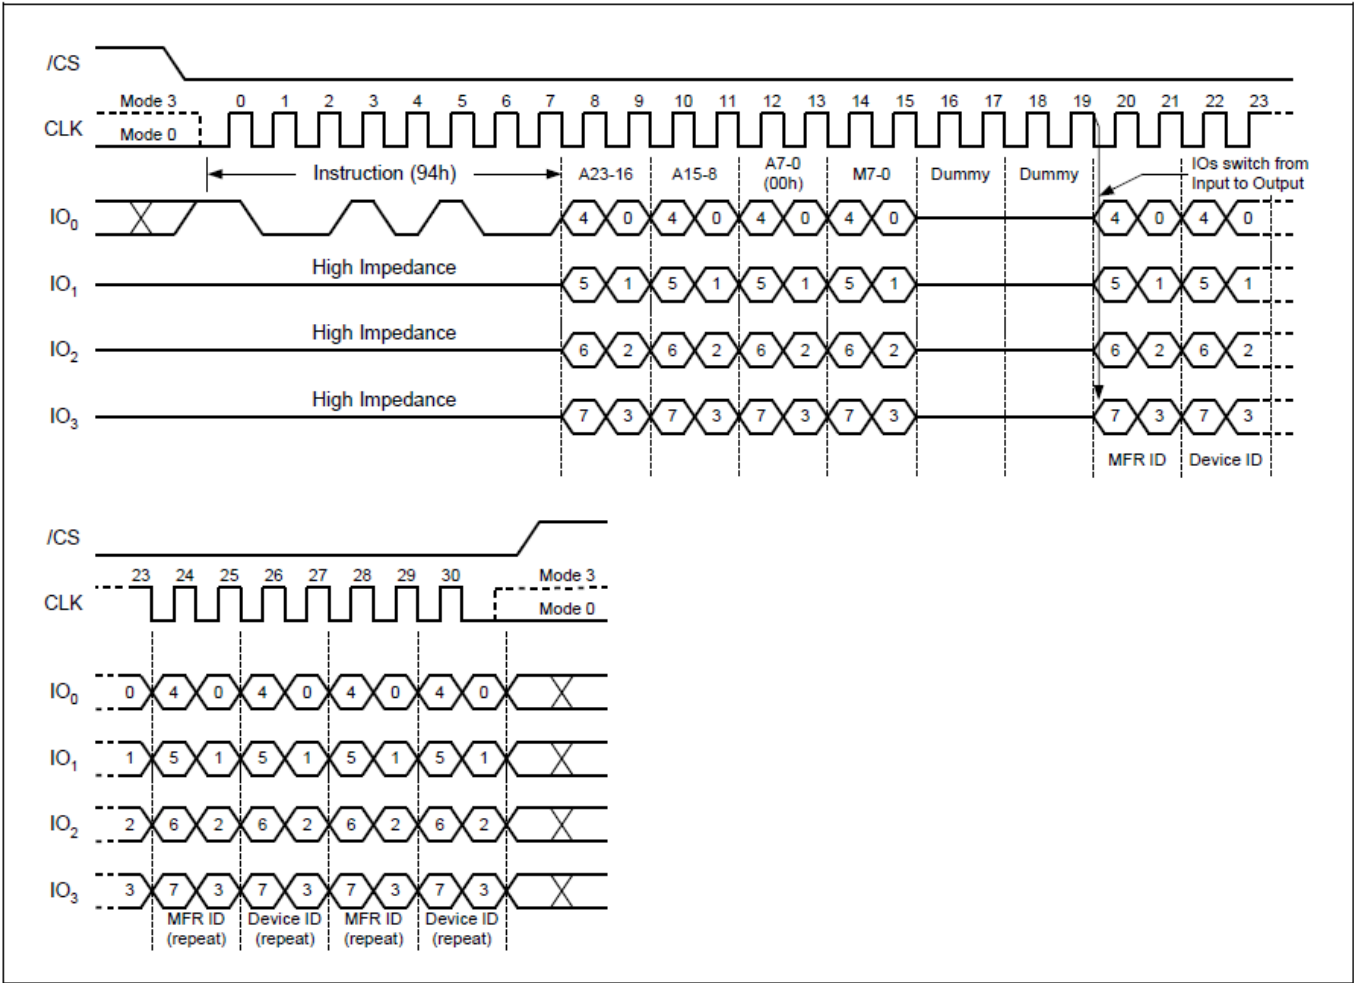 /CS
Mode 3 0 1 2 3 4 5 6 7 8 9 10 11 12 13 14 15 16 17 18 19 20 21 22 23
CLK Mode 0
Instruction (94h) A23-16 A15-8 A7-0 (00h) M7-0 Dummy Dummy IOs switch from
Input to Output
IO0 4 0 4 0 4 0 4 0 4 0 4 0
High Impedance
IO1 5 1 5 1 5 1 5 1 5 1 5 1
High Impedance
IO2 6 2 6 2 6 2 6 2 6 2 6 2
High Impedance
IO3 7 3 7 3 7 3 7 3 7 3 7 3
MFR ID Device ID
/CS
23 24 25 26 27 28 29 30 Mode 3
CLK Mode 0
IO0 0 4 0 4 0 4 0 4 0
IO1 1 5 1 5 1 5 1 5 1
IO2 2 6 2 6 2 6 2 6 2
IO3 3 7 3 7 3 7 3 7 3
MFR ID Device ID MFR ID Device ID
(repeat) (repeat) (repeat) (repeat)